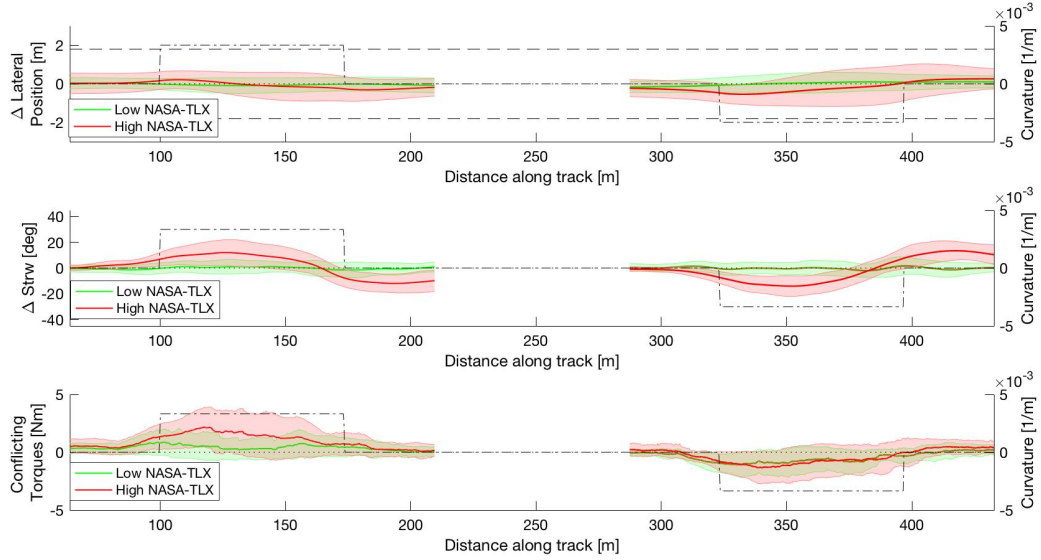 ×10⁻³
Δ Lateral
Position [m]
2
0
-2
5
0
-5
Curvature [1/m]
Low NASA-TLX
High NASA-TLX
100 150 200 250 300 350 400
Distance along track [m]
×10⁻³
Δ Strw [deg]
40
20
0
-20
-40
5
0
-5
Curvature [1/m]
Low NASA-TLX
High NASA-TLX
100 150 200 250 300 350 400
Distance along track [m]
×10⁻³
Conflicting
Torques [Nm]
5
0
-5
5
0
-5
Curvature [1/m]
Low NASA-TLX
High NASA-TLX
100 150 200 250 300 350 400
Distance along track [m]